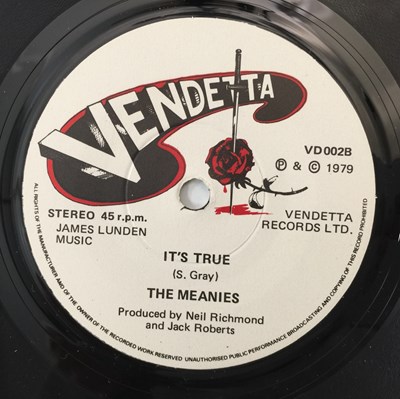 VENDETTA
VD 002B
Ⓟ & © 1979
STEREO 45 r.p.m.
JAMES LUNDEN
MUSIC
VENDETTA
RECORDS LTD.
IT'S TRUE
(S. Gray)
THE MEANIES
Produced by Neil Richmond
and Jack Roberts
ALL RIGHTS OF THE MANUFACTURER AND OF THE OWNER OF THE RECORDED WORK RESERVED UNAUTHORISED PUBLIC PERFORMANCE BROADCASTING AND COPYING OF THIS RECORD PROHIBITED